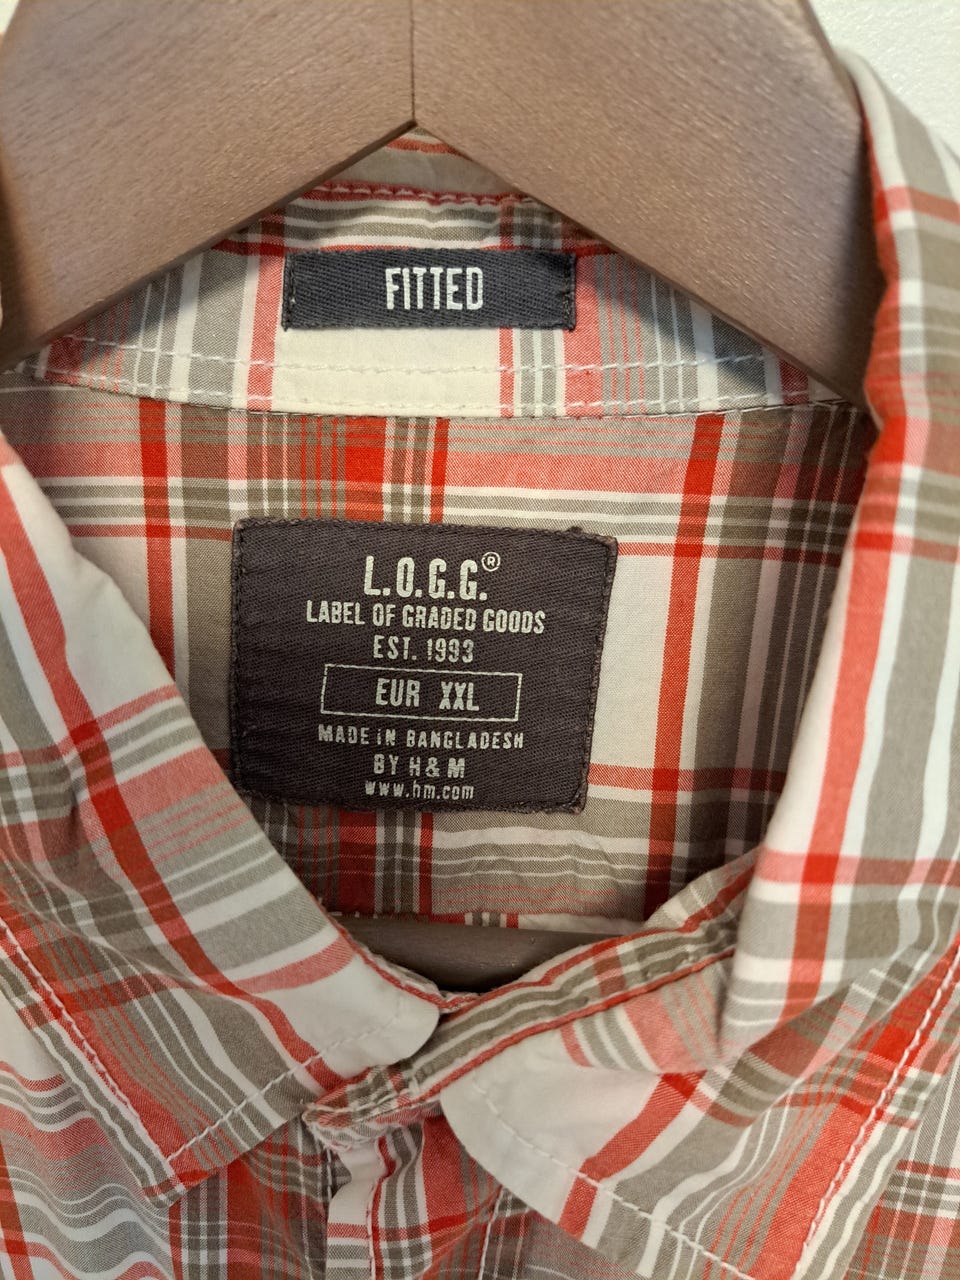 FITTED
L.O.G.G.®
LABEL OF GRADED GOODS
EST. 1993
EUR XXL
MADE IN BANGLADESH
BY H & M
www.hm.com